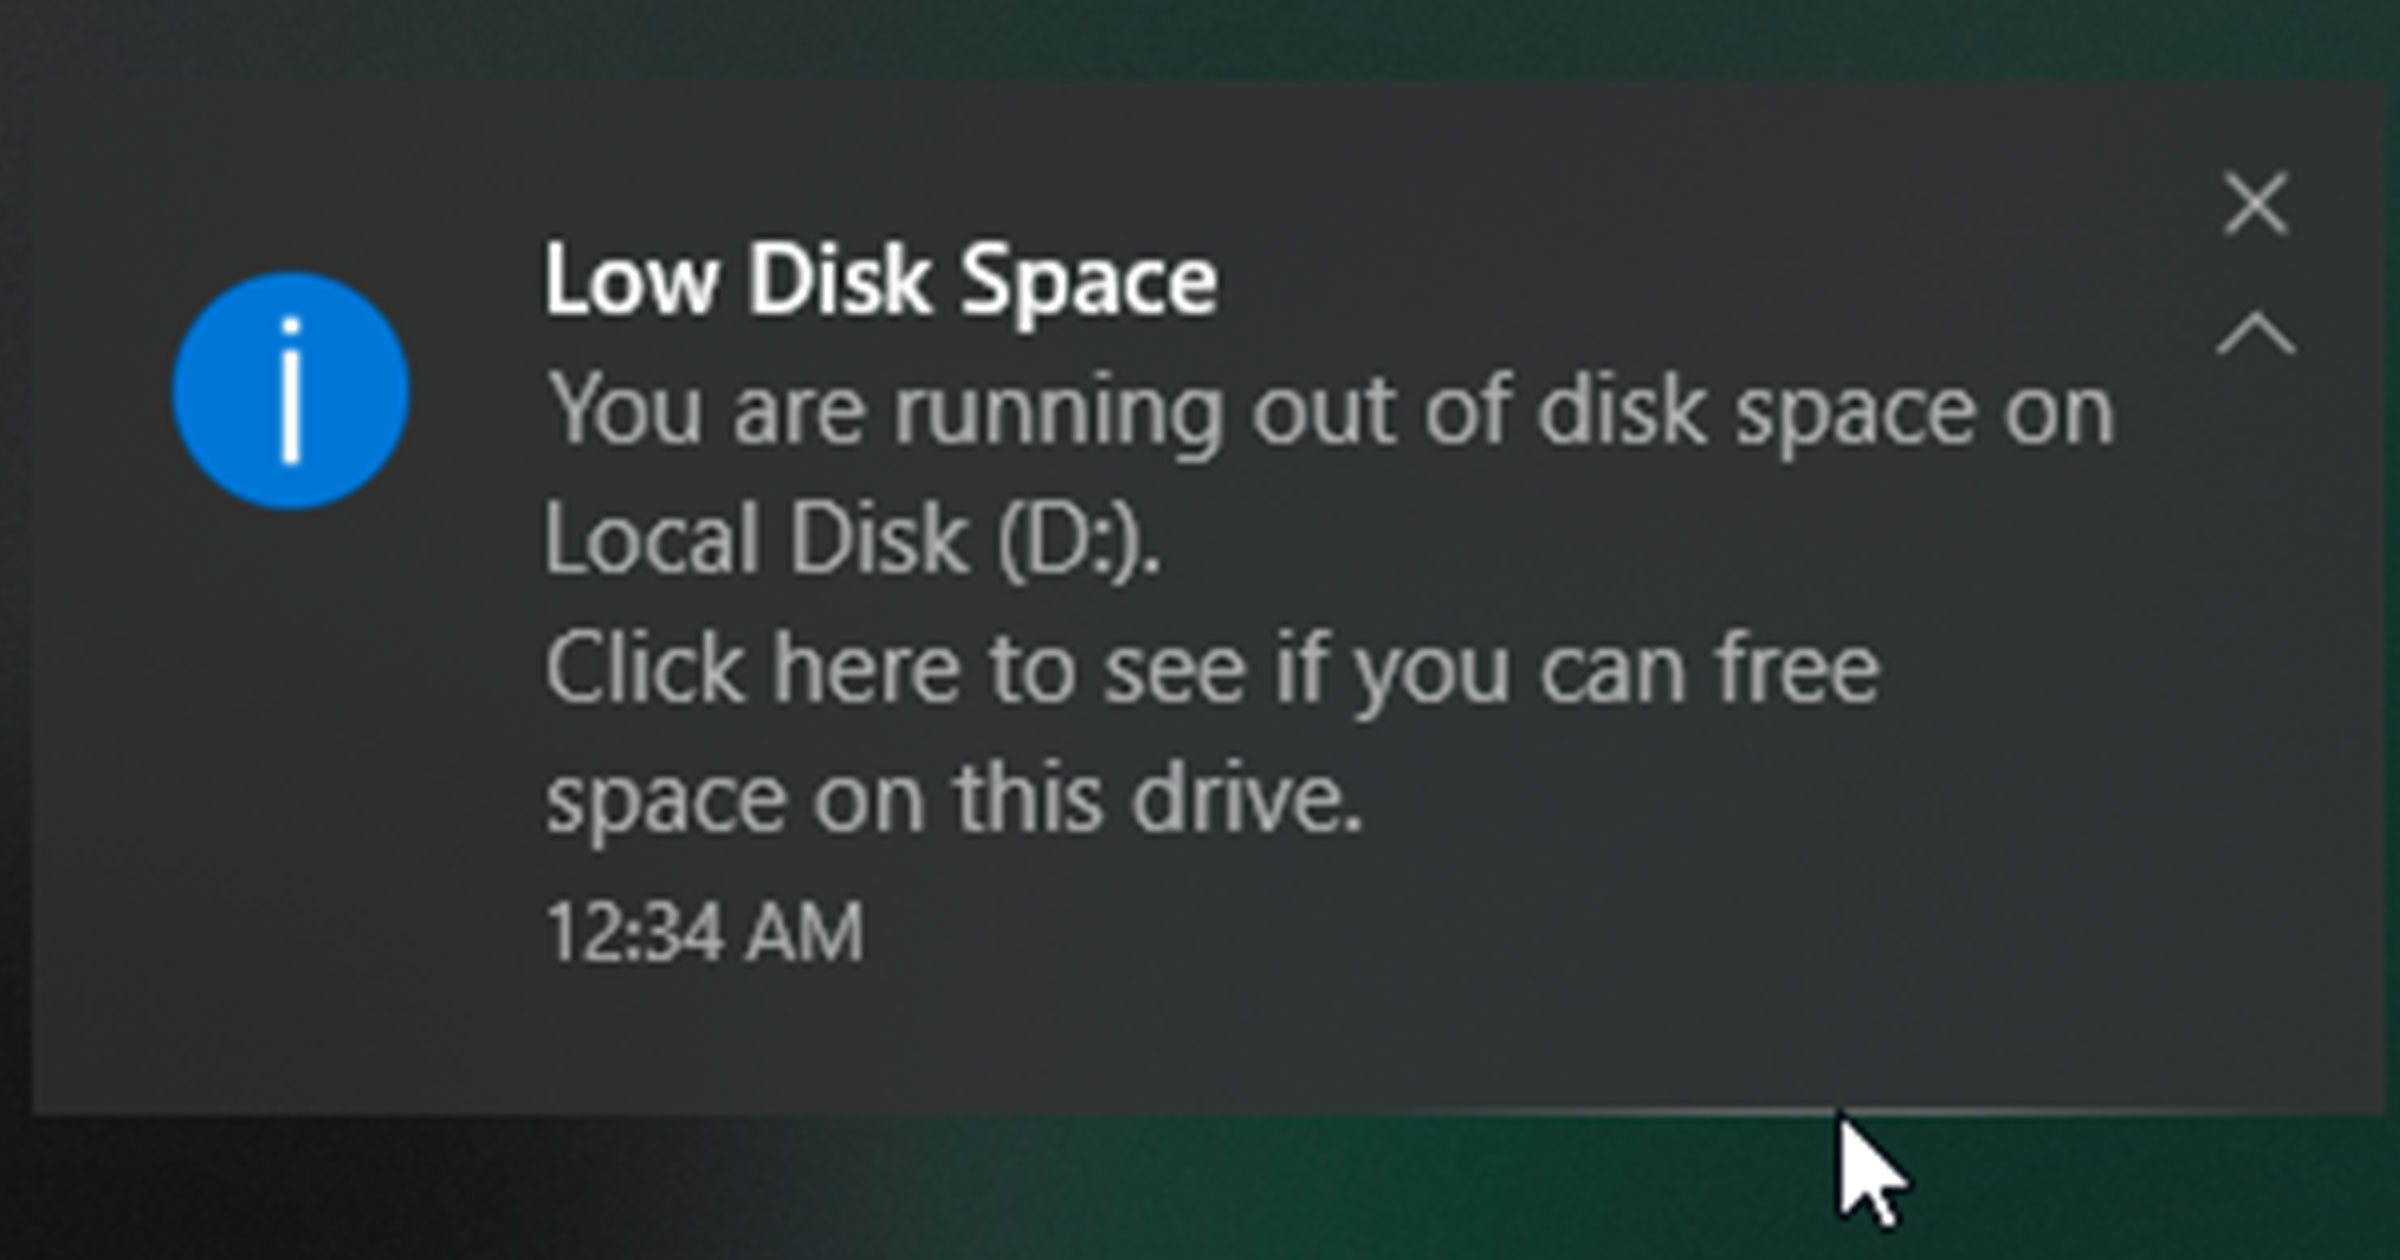 Low Disk Space
You are running out of disk space on
Local Disk (D:).
Click here to see if you can free
space on this drive.
12:34 AM